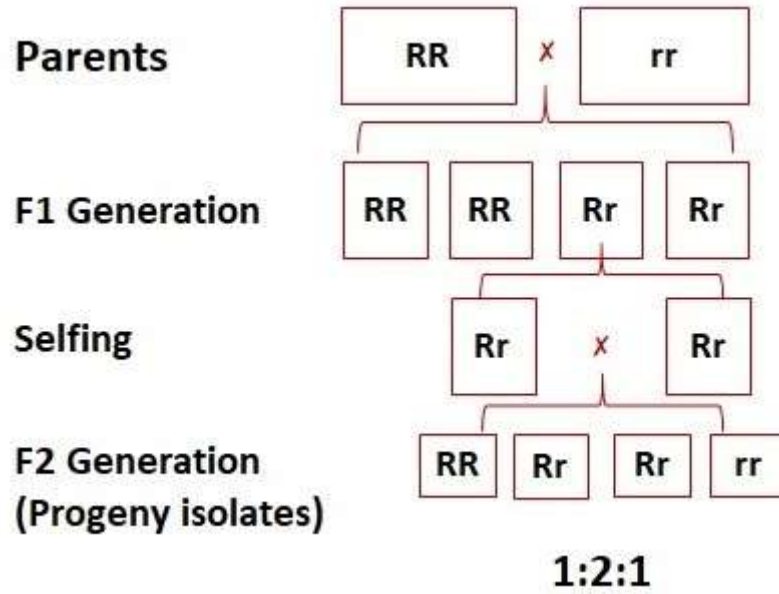 Parents RR x rr
F1 Generation RR RR Rr Rr
Selfing Rr x Rr
F2 Generation RR Rr Rr rr
(Progeny isolates)
1:2:1